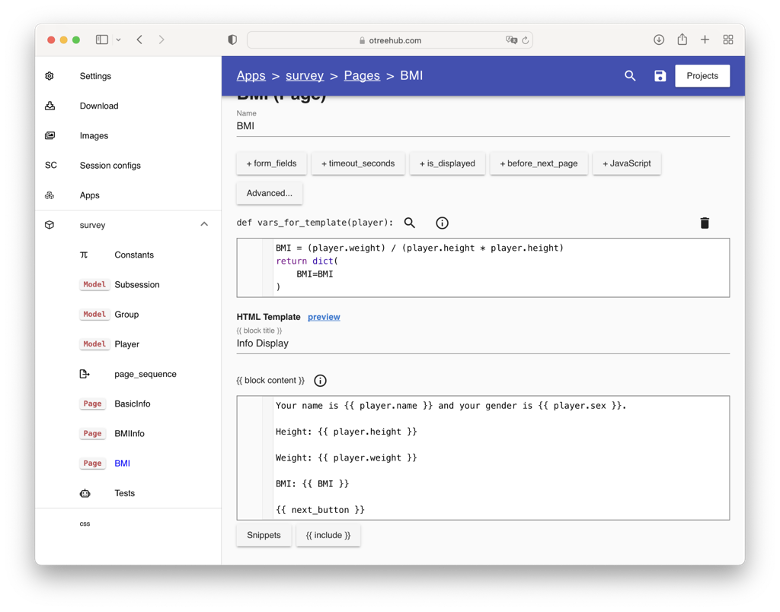 otreehub.com
Settings
Download
Images
SC Session configs
Apps
survey
π Constants
Model Subsession
Model Group
Model Player
page_sequence
Page BasicInfo
Page BMIInfo
Page BMI
Tests
css
Apps > survey > Pages > BMI
Projects
BMI (Page)
Name
BMI
+ form_fields + timeout_seconds + is_displayed + before_next_page + JavaScript
Advanced...
def vars_for_template(player):
BMI = (player.weight) / (player.height * player.height)
return dict(
BMI=BMI
)
HTML Template preview
{{ block title }}
Info Display
{{ block content }}
Your name is {{ player.name }} and your gender is {{ player.sex }}.
Height: {{ player.height }}
Weight: {{ player.weight }}
BMI: {{ BMI }}
{{ next_button }}
Snippets {{ include }}